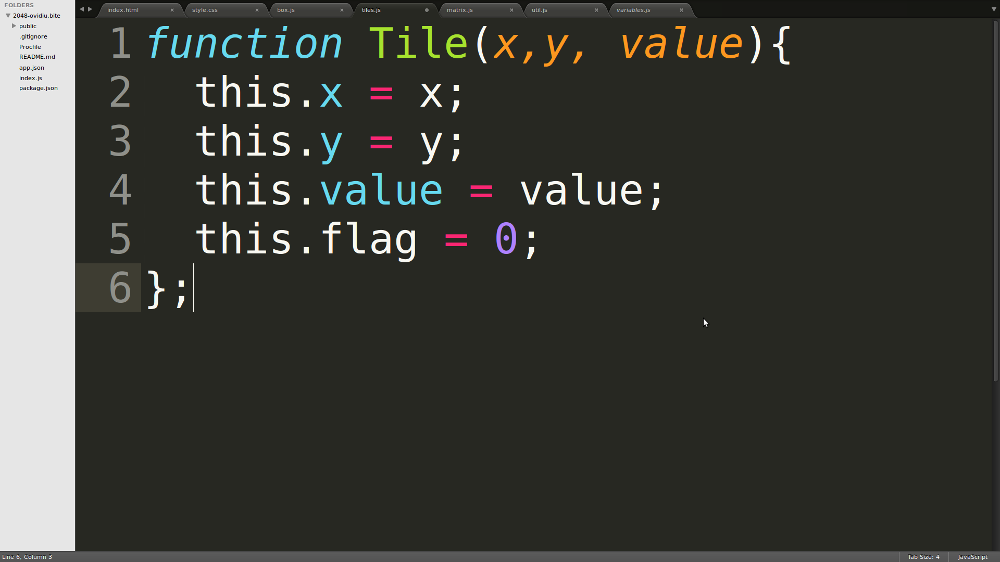 FOLDERS
2048-ovidiu.bite
public
.gitignore
Procfile
README.md
app.json
index.js
package.json
index.html × style.css × box.js × tiles.js matrix.js × util.js × variables.js ×
1 function Tile(x,y, value){
2 this.x = x;
3 this.y = y;
4 this.value = value;
5 this.flag = 0;
6 };
Line 6, Column 3 Tab Size: 4 JavaScript